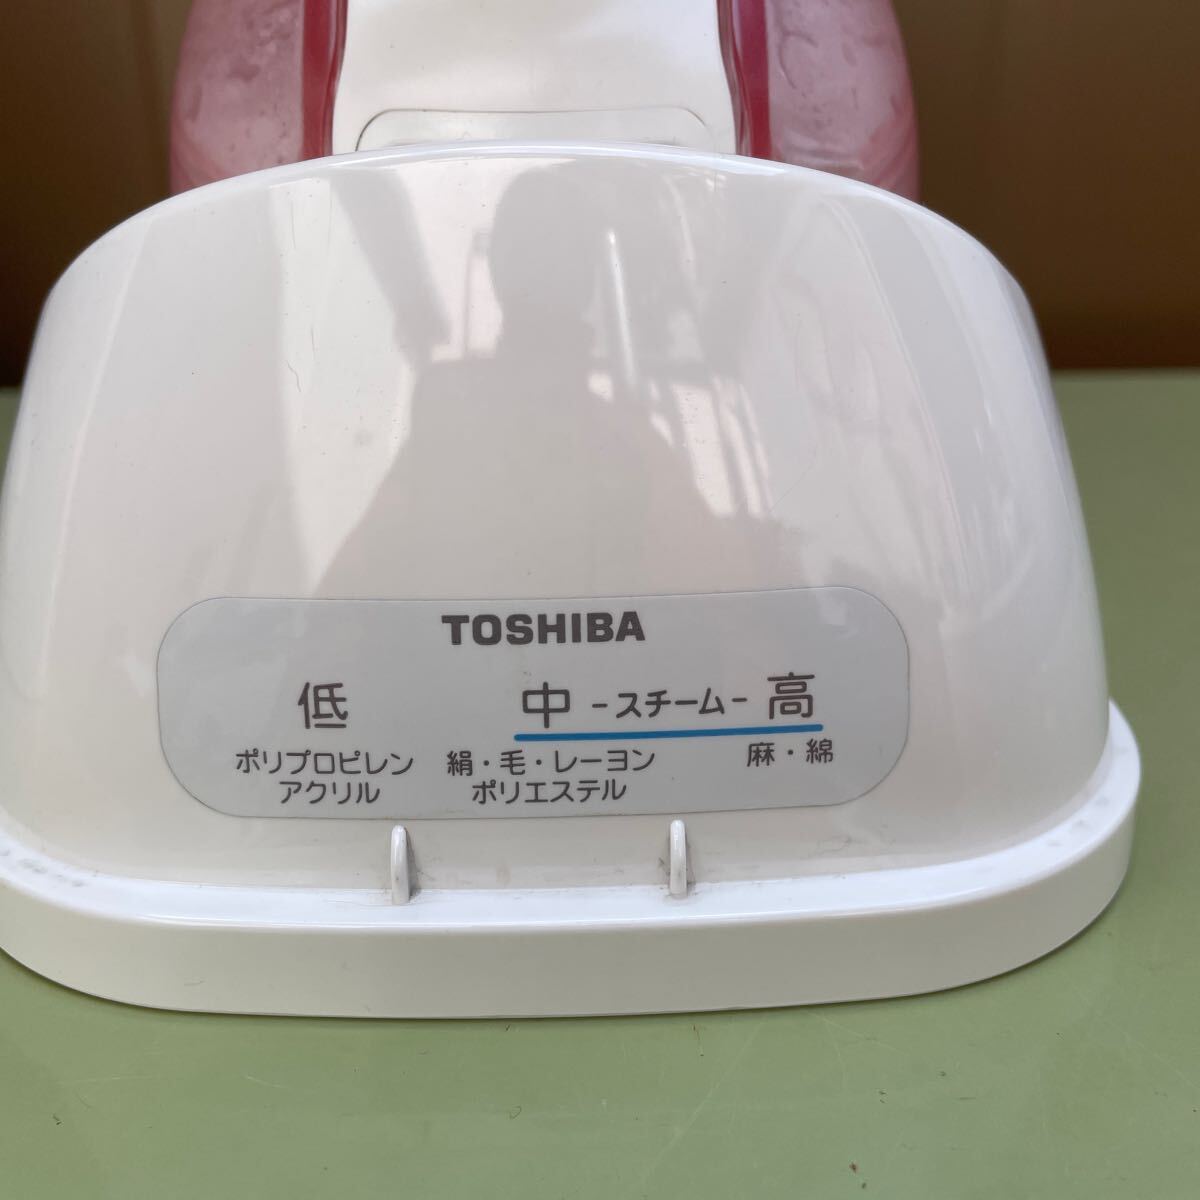 TOSHIBA
低 中 -スチーム- 高
ポリプロピレン 絹・毛・レーヨン 麻・綿
アクリル ポリエステル